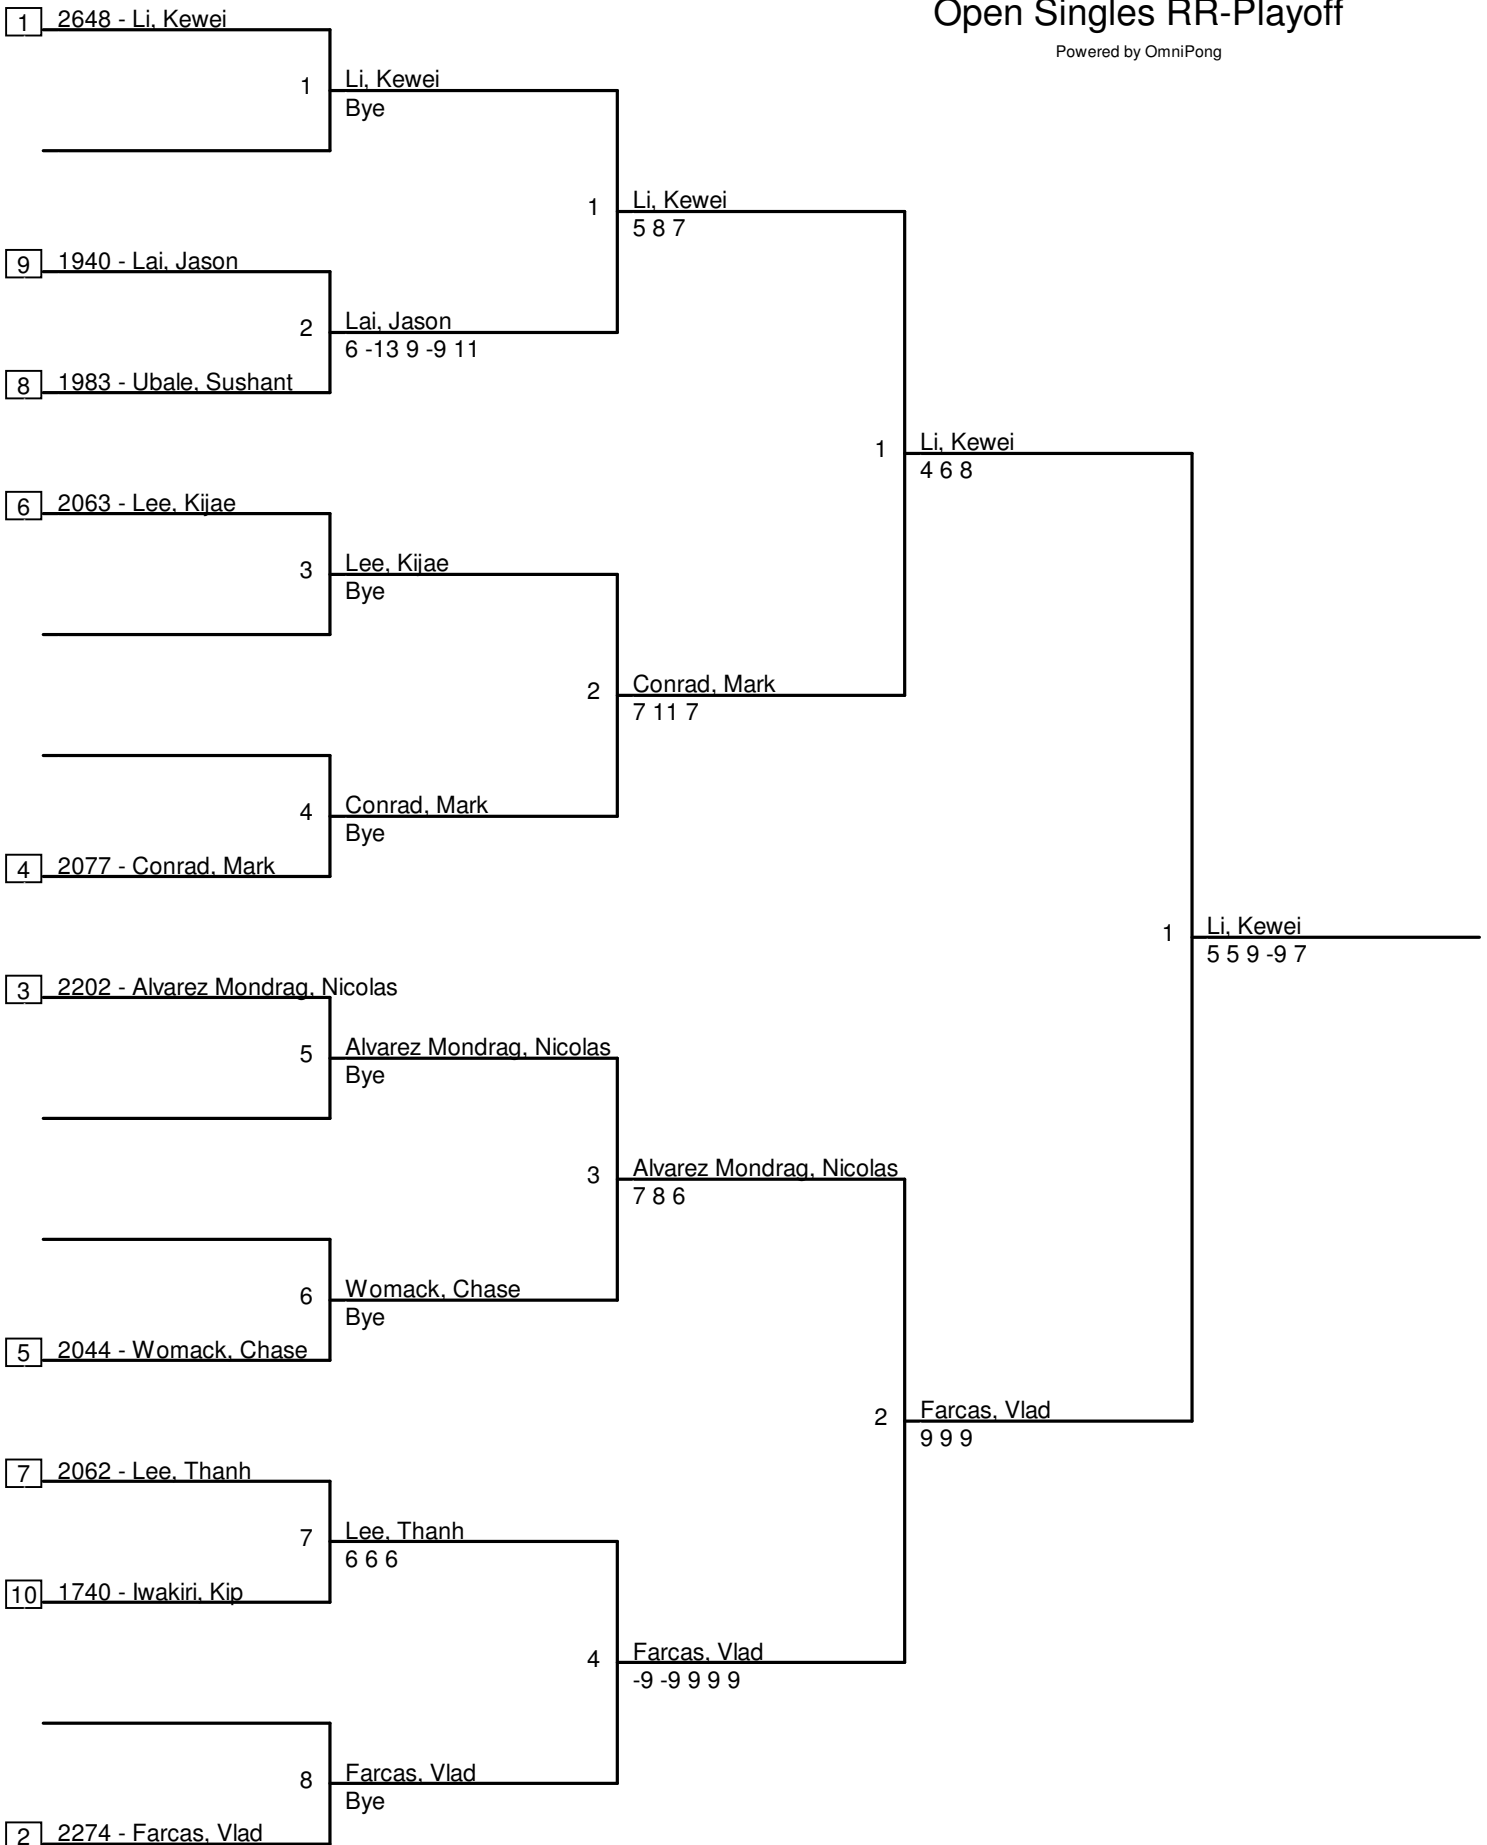 Open Singles RR-Playoff
Powered by OmniPong
1 2648 - Li, Kewei
1 Li, Kewei
Bye
1 Li, Kewei
5 8 7
9 1940 - Lai, Jason
2 Lai, Jason
6 -13 9 -9 11
8 1983 - Ubale, Sushant
1 Li, Kewei
4 6 8
6 2063 - Lee, Kijae
3 Lee, Kijae
Bye
2 Conrad, Mark
7 11 7
4 Conrad, Mark
Bye
4 2077 - Conrad, Mark
1 Li, Kewei
5 5 9 -9 7
3 2202 - Alvarez Mondrag, Nicolas
5 Alvarez Mondrag, Nicolas
Bye
3 Alvarez Mondrag, Nicolas
7 8 6
6 Womack, Chase
Bye
5 2044 - Womack, Chase
2 Farcas, Vlad
9 9 9
7 2062 - Lee, Thanh
7 Lee, Thanh
6 6 6
10 1740 - Iwakiri, Kip
4 Farcas, Vlad
-9 -9 9 9 9
8 Farcas, Vlad
Bye
2 2274 - Farcas, Vlad